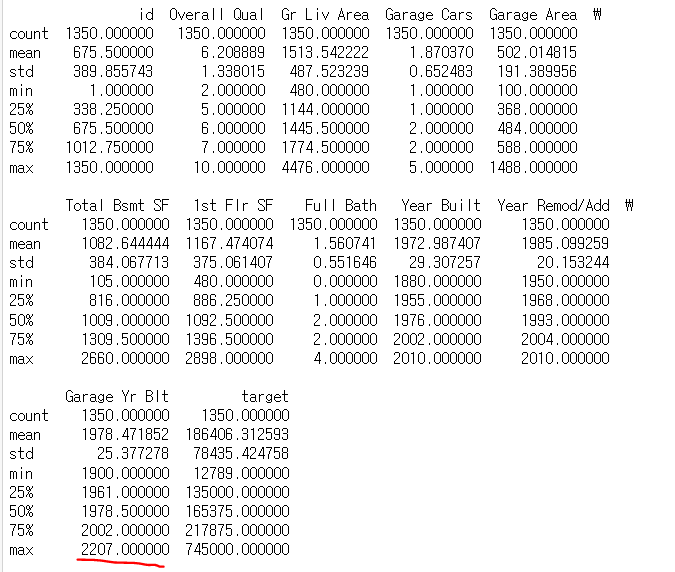 id Overall Qual Gr Liv Area Garage Cars Garage Area ₩
count 1350.000000 1350.000000 1350.000000 1350.000000 1350.000000
mean 675.500000 6.208889 1513.542222 1.870370 502.014815
std 389.855743 1.338015 487.523239 0.652483 191.389956
min 1.000000 2.000000 480.000000 1.000000 100.000000
25% 338.250000 5.000000 1144.000000 1.000000 368.000000
50% 675.500000 6.000000 1445.500000 2.000000 484.000000
75% 1012.750000 7.000000 1774.500000 2.000000 588.000000
max 1350.000000 10.000000 4476.000000 5.000000 1488.000000
Total Bsmt SF 1st Flr SF Full Bath Year Built Year Remod/Add ₩
count 1350.000000 1350.000000 1350.000000 1350.000000 1350.000000
mean 1082.644444 1167.474074 1.560741 1972.987407 1985.099259
std 384.067713 375.061407 0.551646 29.307257 20.153244
min 105.000000 480.000000 0.000000 1880.000000 1950.000000
25% 816.000000 886.250000 1.000000 1955.000000 1968.000000
50% 1009.000000 1092.500000 2.000000 1976.000000 1993.000000
75% 1309.500000 1396.500000 2.000000 2002.000000 2004.000000
max 2660.000000 2898.000000 4.000000 2010.000000 2010.000000
Garage Yr Blt target
count 1350.000000 1350.000000
mean 1978.471852 186406.312593
std 25.377278 78435.424758
min 1900.000000 12789.000000
25% 1961.000000 135000.000000
50% 1978.500000 165375.000000
75% 2002.000000 217875.000000
max 2207.000000 745000.000000